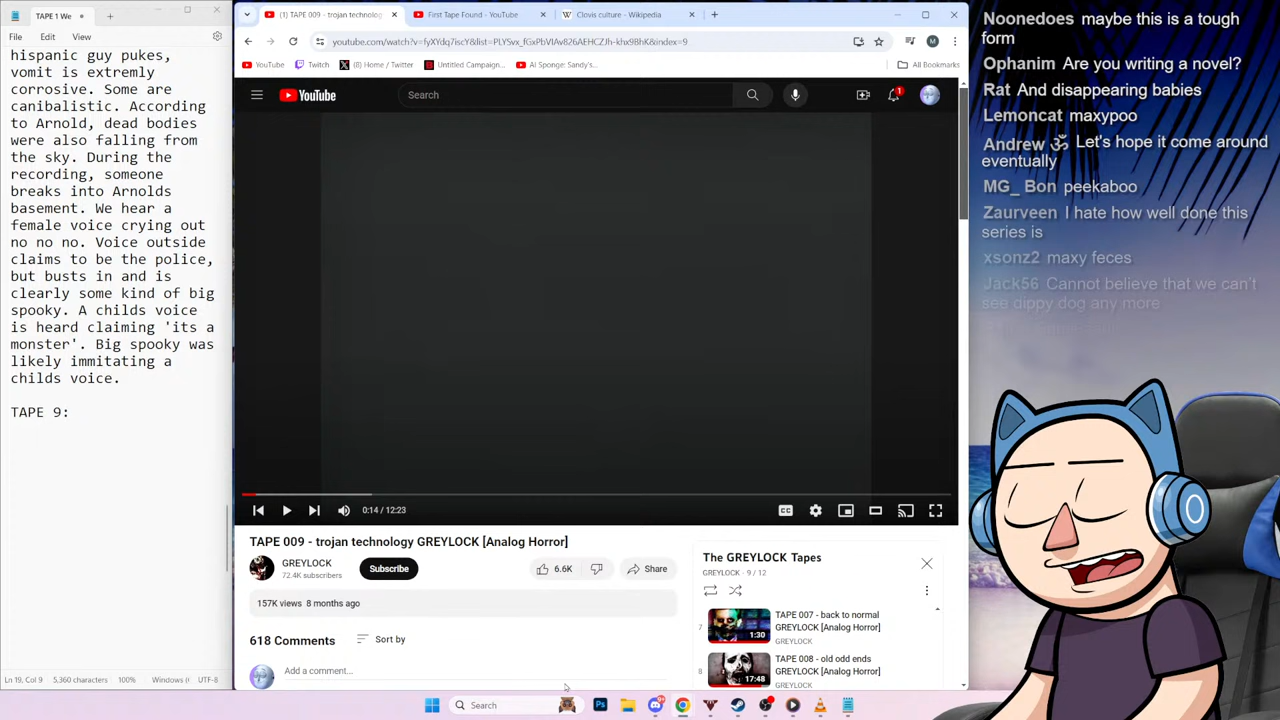 TAPE 1 We
File Edit View
hispanic guy pukes,
vomit is extremly
corrosive. Some are
canibalistic. According
to Arnold, dead bodies
were also falling from
the sky. During the
recording, someone
breaks into Arnolds
basement. We hear a
female voice crying out
no no no. Voice outside
claims to be the police,
but busts in and is
clearly some kind of big
spooky. A childs voice
is heard claiming 'its a
monster'. Big spooky was
likely immitating a
childs voice.
TAPE 9:
Ln 19, Col 9 5,360 characters 100% Windows ( UTF-8
(1) TAPE 009 - trojan technolog
First Tape Found - YouTube
Clovis culture - Wikipedia
youtube.com/watch?v=fyXYdq7iscY&list=PLYSvx_fGxPbVIAv826AEHCZJh-khx9BhK&index=9
YouTube Twitch (8) Home / Twitter Untitled Campaign... AI Sponge: Sandy's... All Bookmarks
YouTube
Search
1
0:14 / 12:23
TAPE 009 - trojan technology GREYLOCK [Analog Horror]
GREYLOCK
72.4K subscribers
Subscribe
6.6K
Share
157K views 8 months ago
618 Comments
Sort by
Add a comment...
The GREYLOCK Tapes
GREYLOCK - 9 / 12
7
1:30
TAPE 007 - back to normal
GREYLOCK [Analog Horror]
GREYLOCK
8
17:48
TAPE 008 - old odd ends
GREYLOCK [Analog Horror]
Search
Noonedoes maybe this is a tough
form
Ophanim Are you writing a novel?
Rat And disappearing babies
Lemoncat maxypoo
Andrew ॐ Let's hope it come around
eventually
MG_ Bon peekaboo
Zaurveen I hate how well done this
series is
xsonz2 maxy feces
Jack56 Cannot believe that we can't
see dippy dog any more